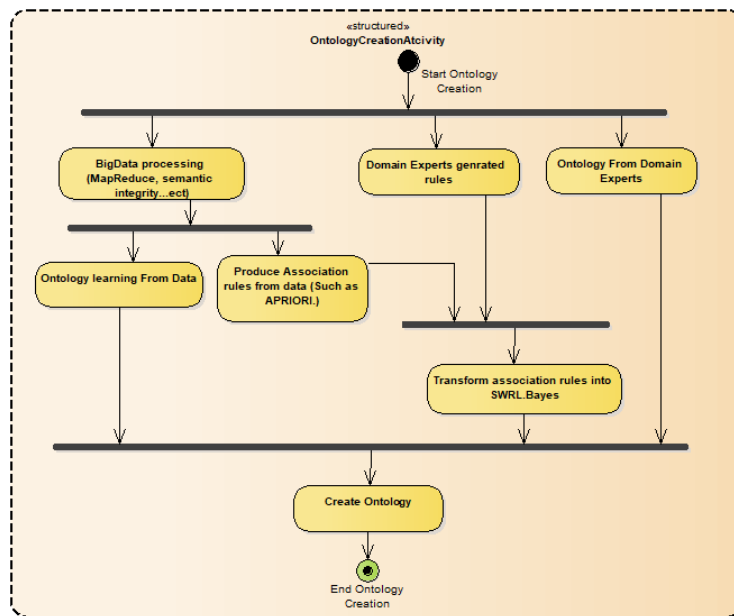 «structured»
OntologyCreationAtcivity
Start Ontology
Creation
BigData processing
(MapReduce, semantic
integrity...ect)
Domain Experts genrated
rules
Ontology From Domain
Experts
Ontology learning From Data
Produce Association
rules from data (Such as
APRIORI.)
Transform association rules into
SWRL.Bayes
Create Ontology
End Ontology
Creation